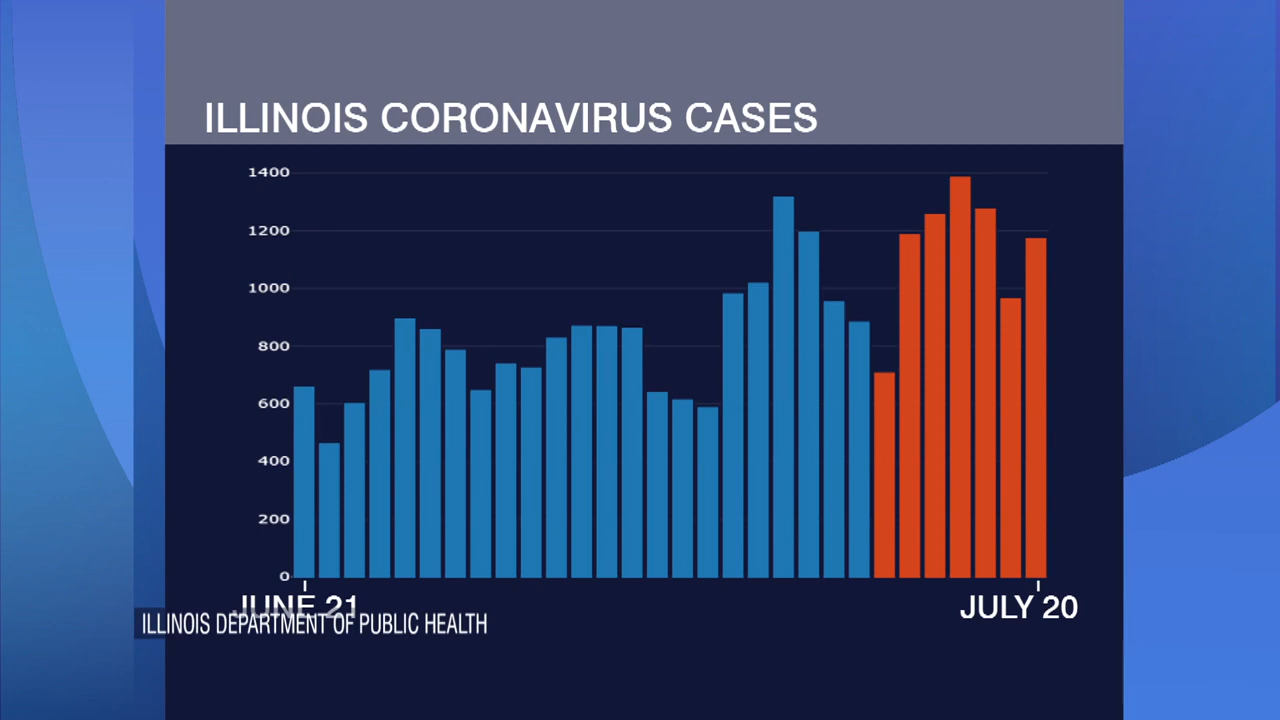 ILLINOIS CORONAVIRUS CASES
1400
1200
1000
800
600
400
200
0
JUNE 21
JULY 20
ILLINOIS DEPARTMENT OF PUBLIC HEALTH